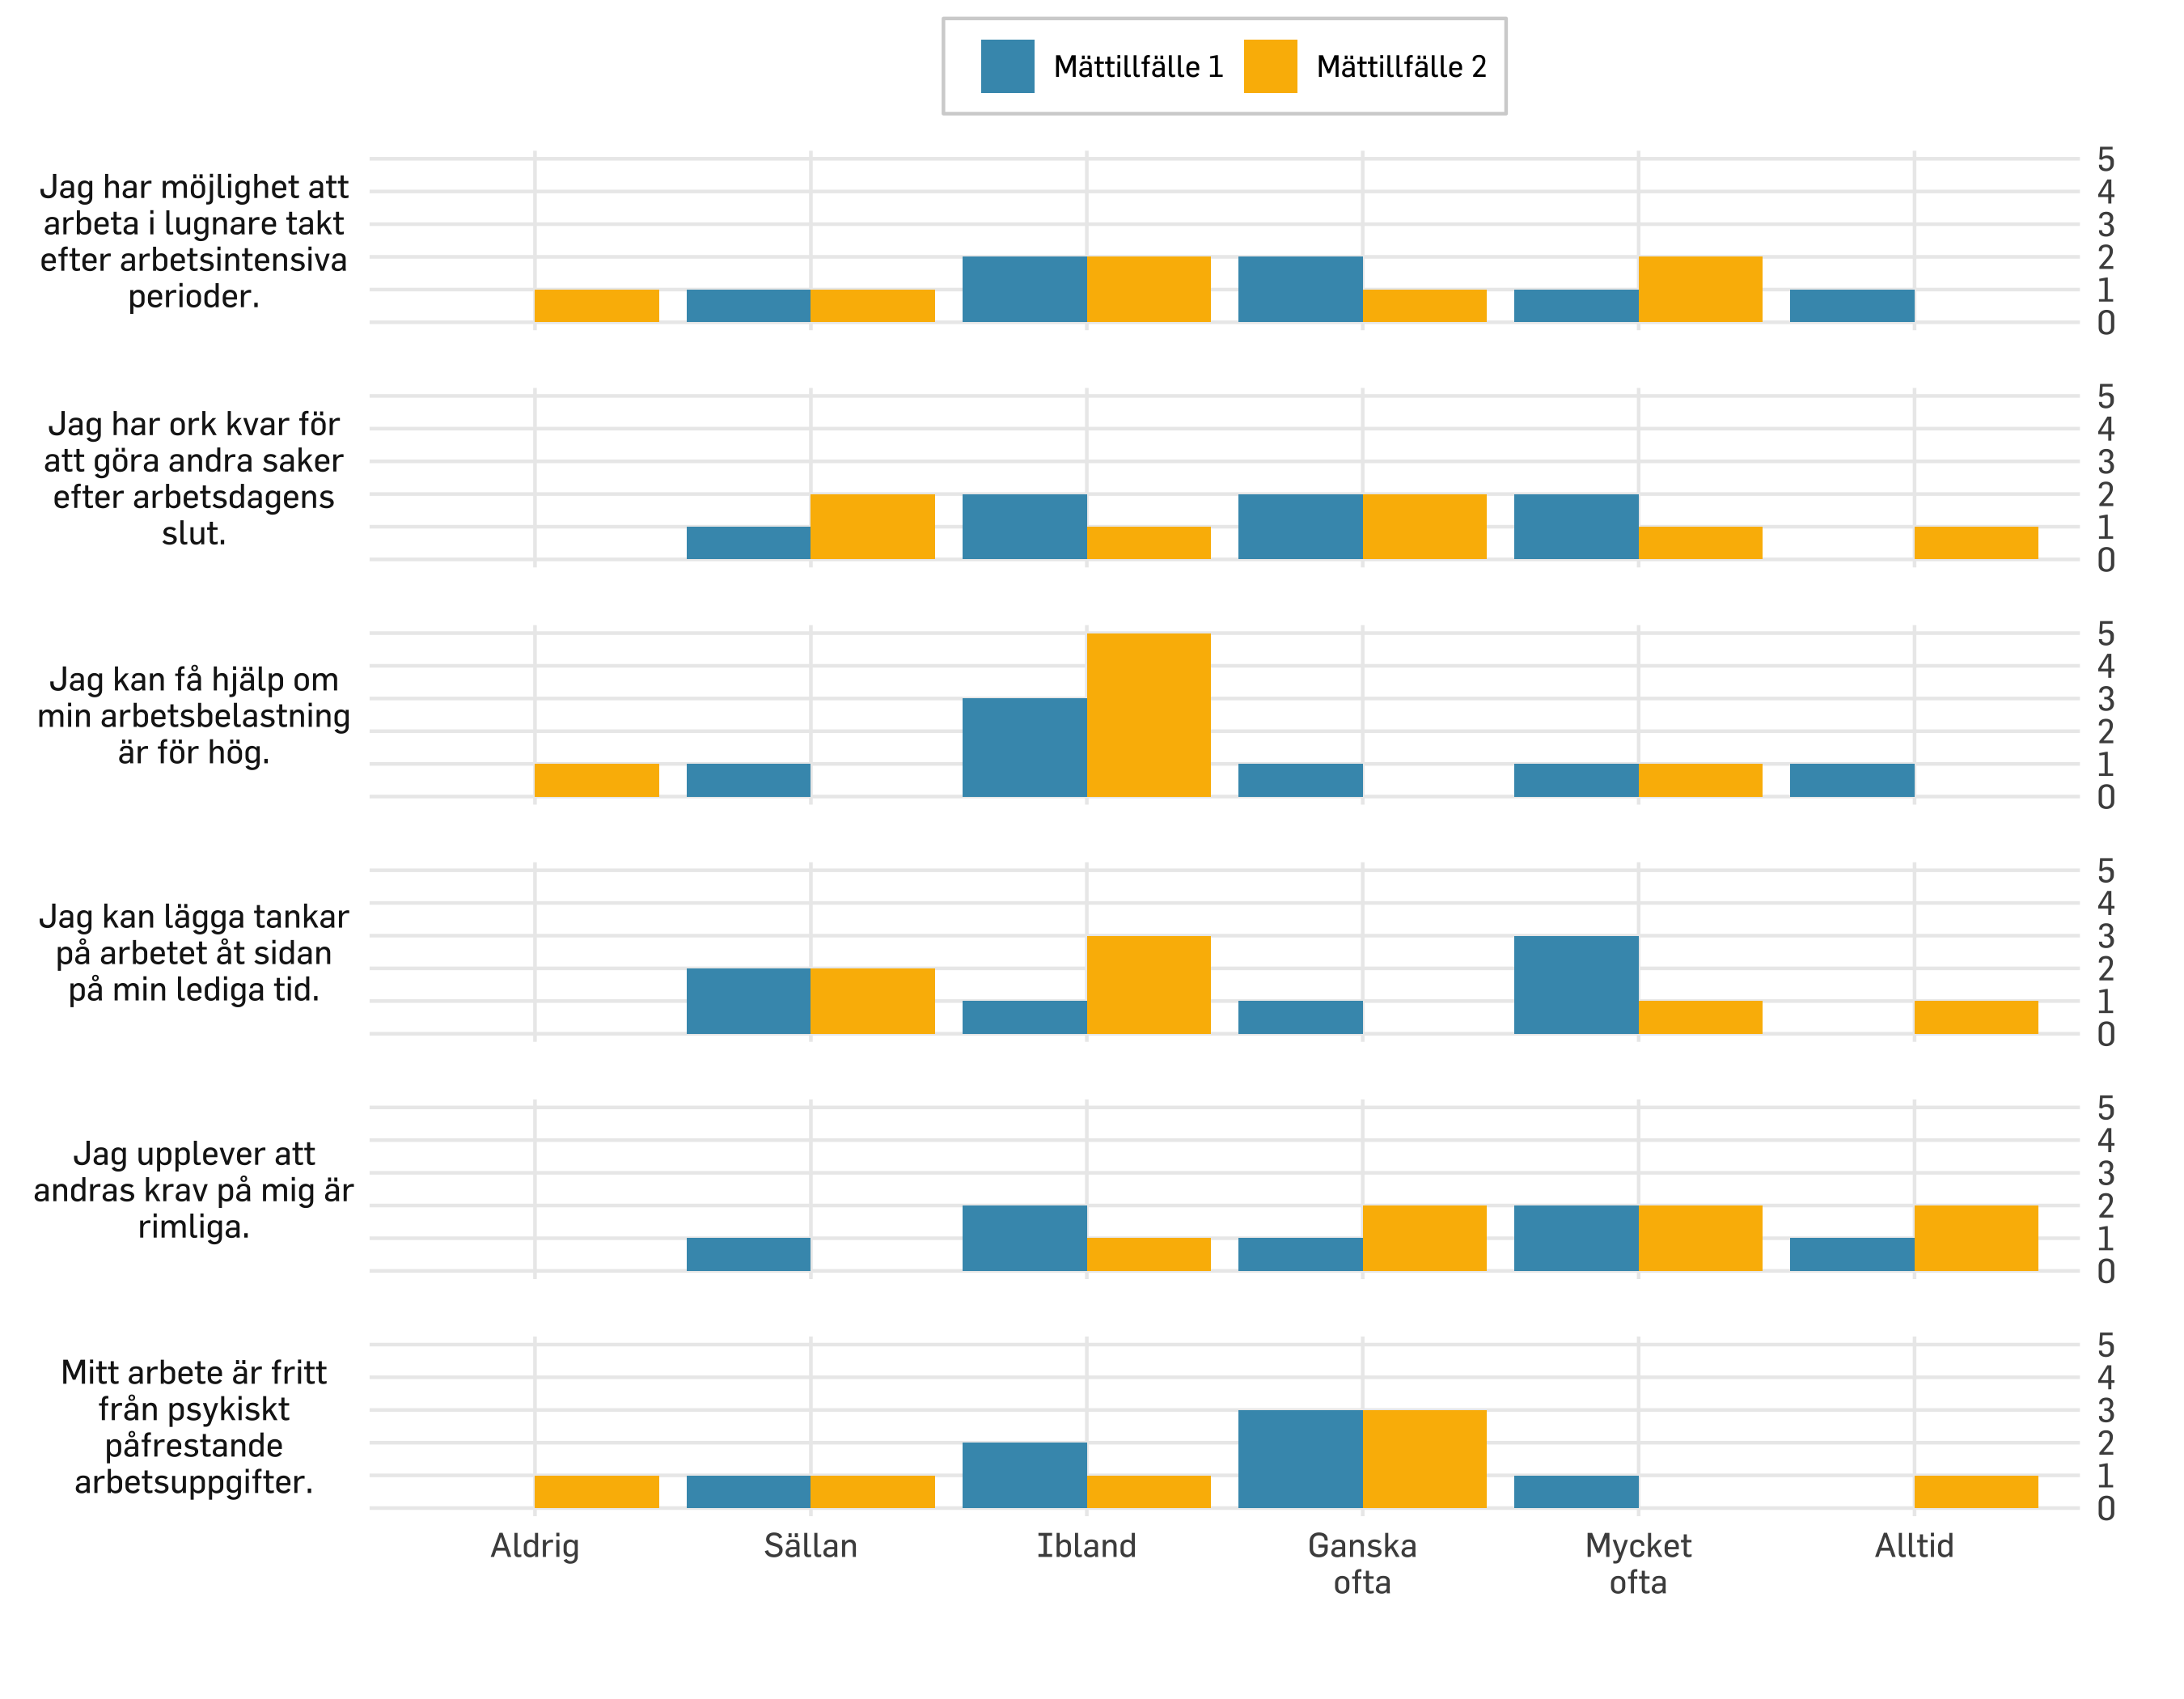 Mättillfälle 1 Mättillfälle 2
Jag har möjlighet att
arbeta i lugnare takt
efter arbetsintensiva
perioder.
5
4
3
2
1
0
Jag har ork kvar för
att göra andra saker
efter arbetsdagens
slut.
5
4
3
2
1
0
Jag kan få hjälp om
min arbetsbelastning
är för hög.
5
4
3
2
1
0
Jag kan lägga tankar
på arbetet åt sidan
på min lediga tid.
5
4
3
2
1
0
Jag upplever att
andras krav på mig är
rimliga.
5
4
3
2
1
0
Mitt arbete är fritt
från psykiskt
påfrestande
arbetsuppgifter.
5
4
3
2
1
0
Aldrig
Sällan
Ibland
Ganska
ofta
Mycket
ofta
Alltid